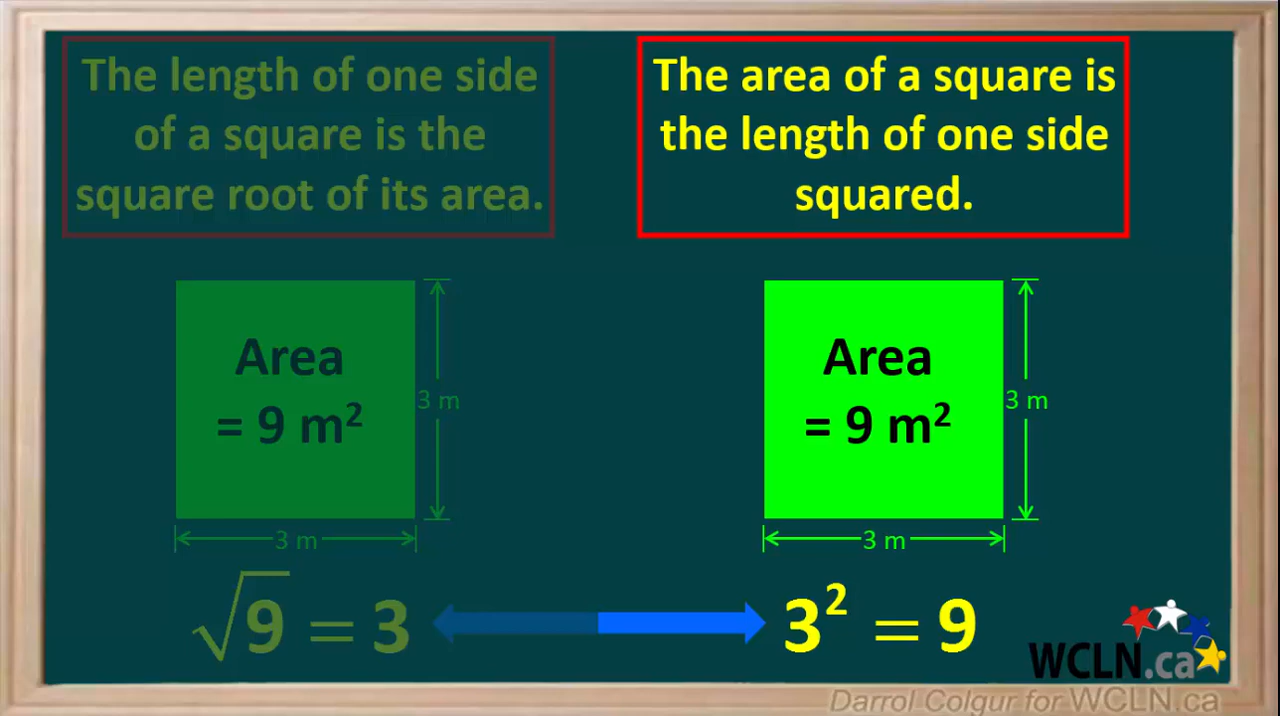 The length of one side
of a square is the
square root of its area.
The area of a square is
the length of one side
squared.
Area
= 9 m²
3 m
3 m
Area
= 9 m²
3 m
3 m
√9 = 3
3² = 9
WCLN.ca
Darrol Colgur for WCLN.ca